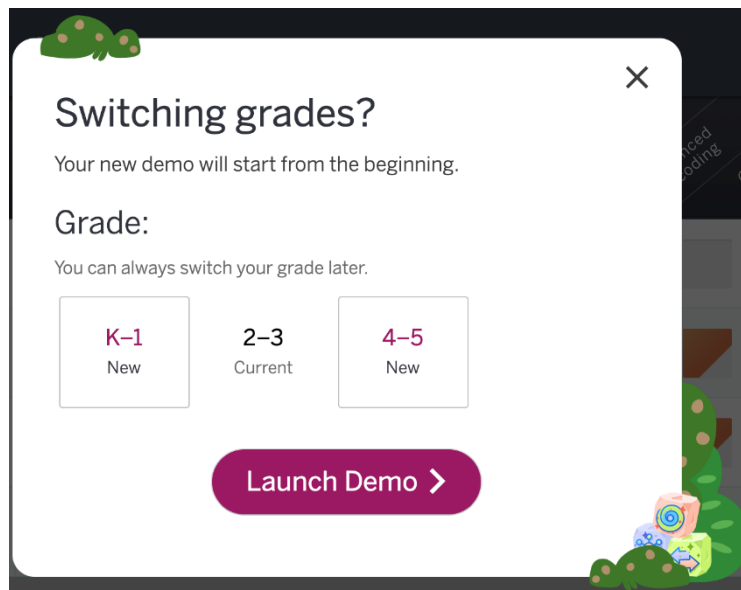 Switching grades?
Your new demo will start from the beginning.
Grade:
You can always switch your grade later.
K–1 2–3 4–5
New Current New
Launch Demo